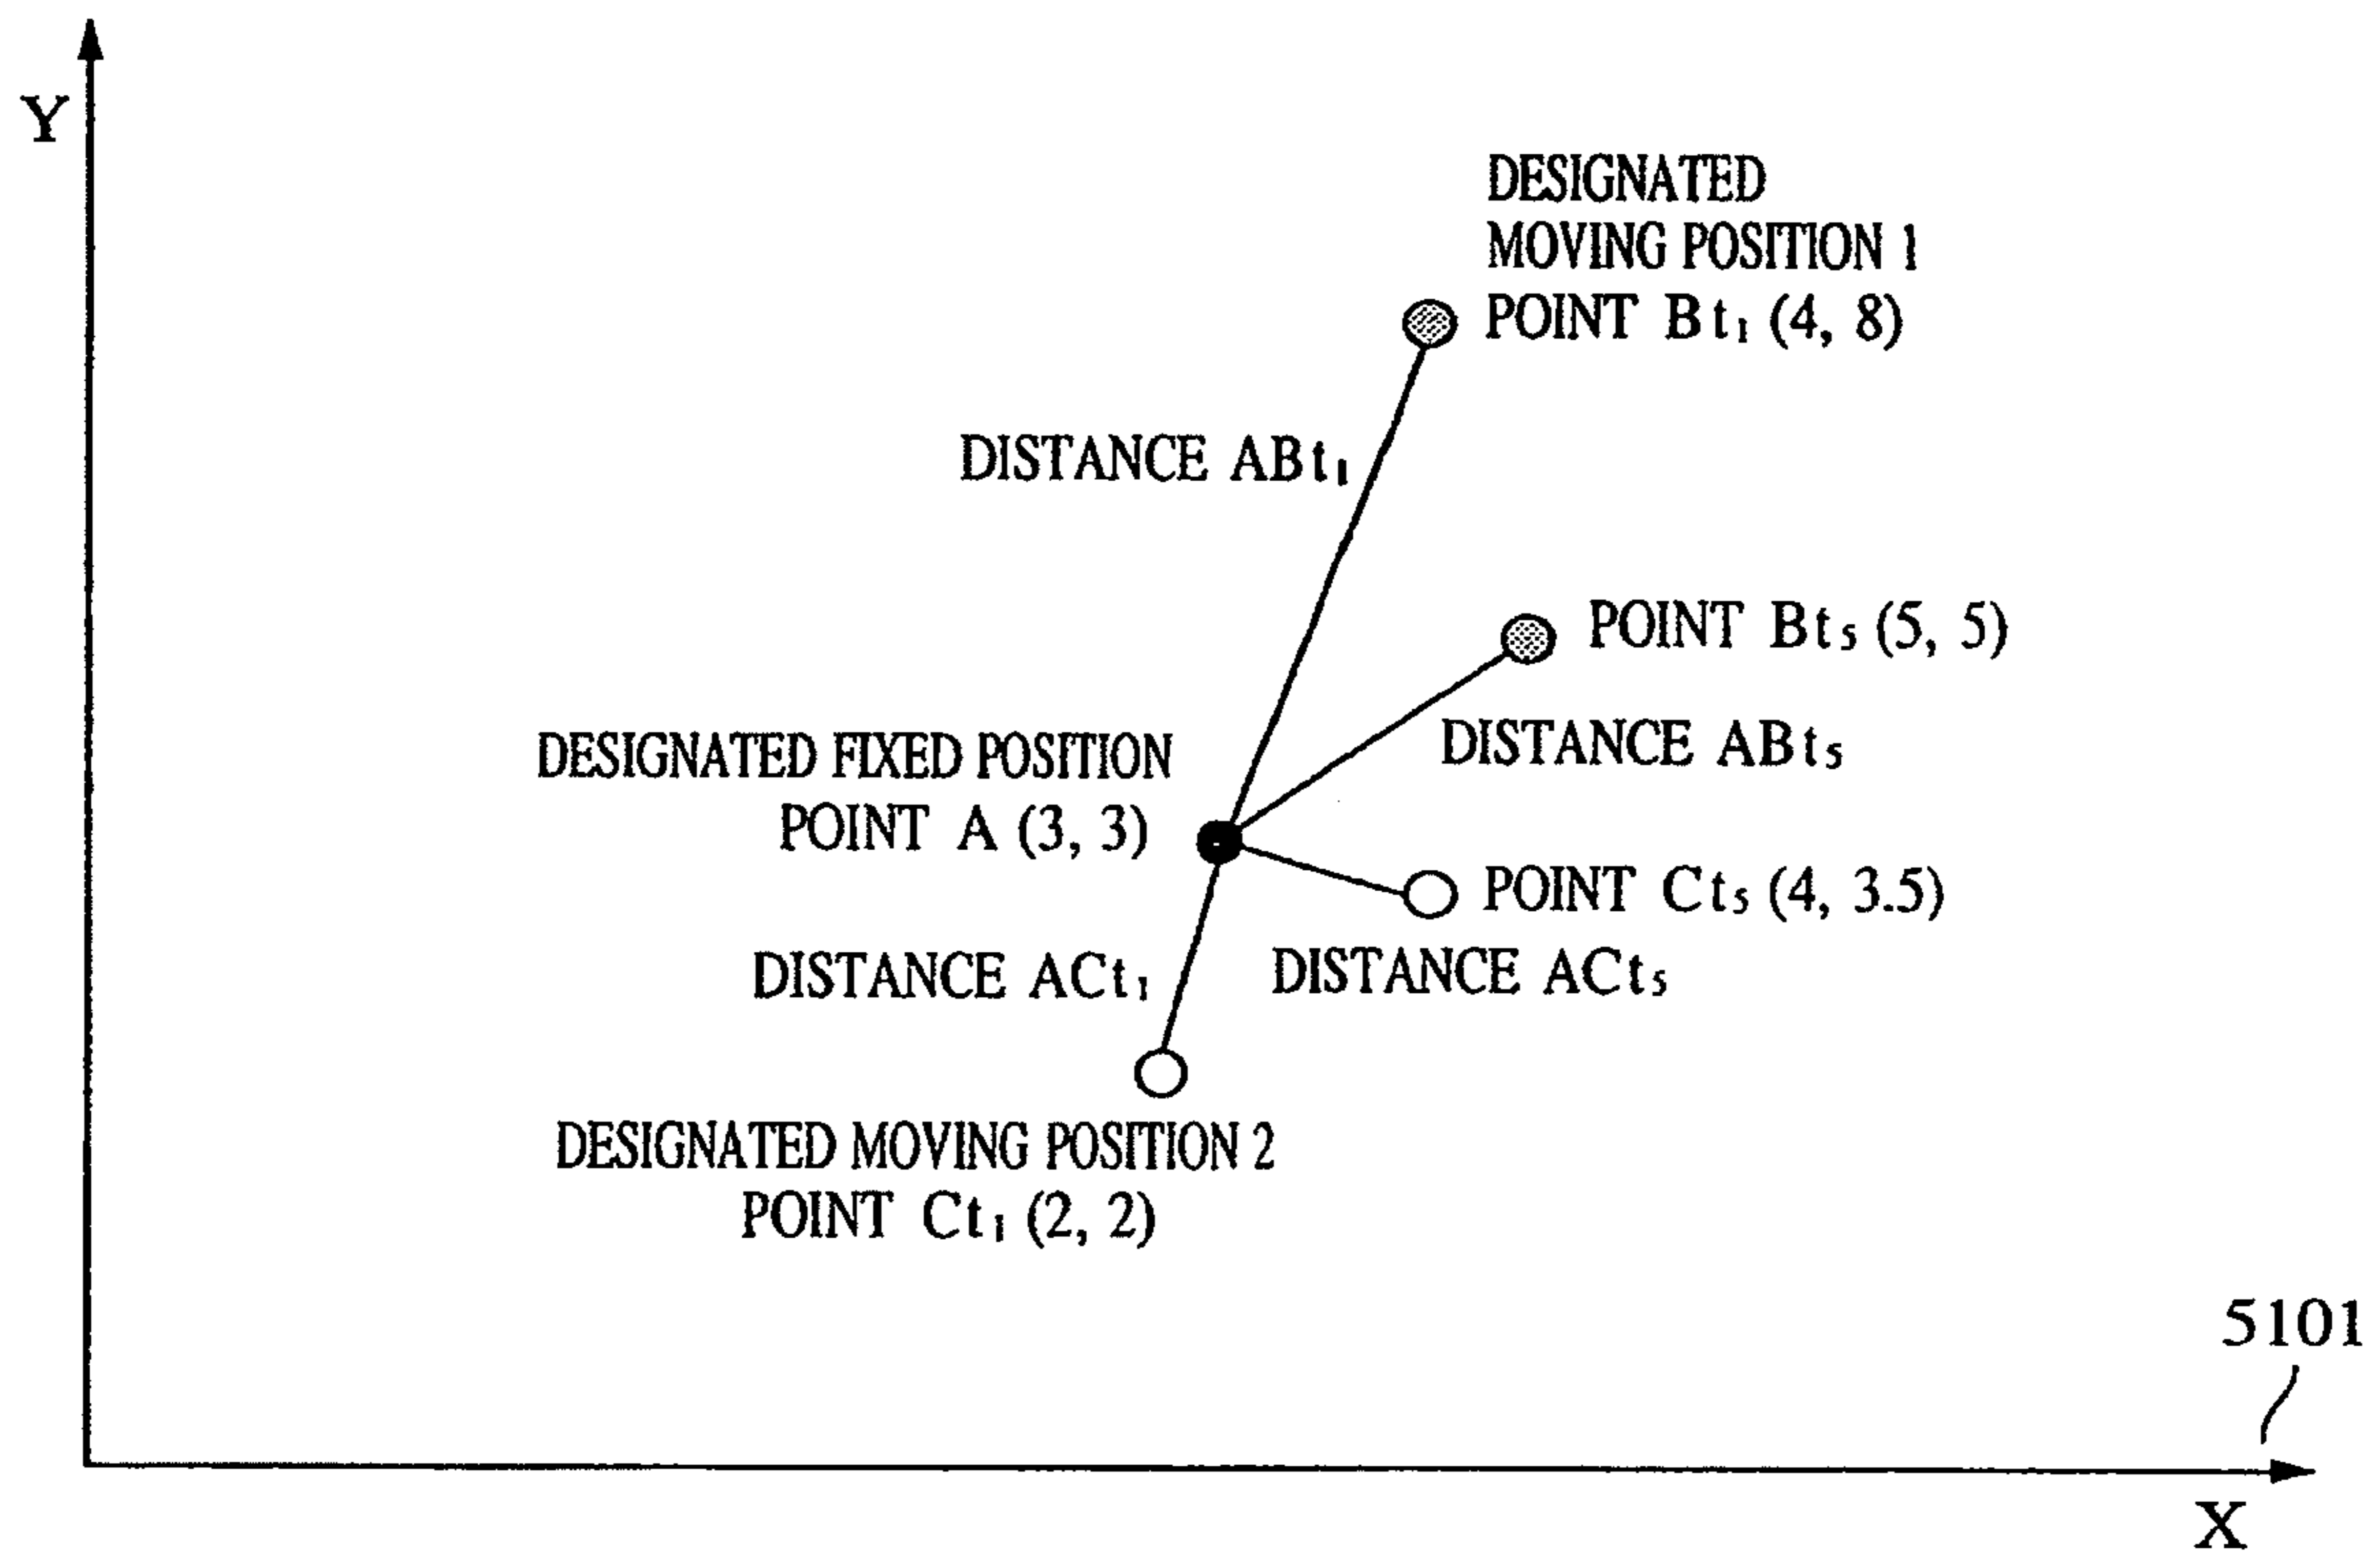 Y
DESIGNATED
MOVING POSITION 1
POINT Bt₁ (4, 8)
DISTANCE ABt₁
POINT Bt₅ (5, 5)
DISTANCE ABt₅
DESIGNATED FIXED POSITION
POINT A (3, 3)
POINT Ct₅ (4, 3.5)
DISTANCE ACt₁
DISTANCE ACt₅
DESIGNATED MOVING POSITION 2
POINT Ct₁ (2, 2)
5101
X